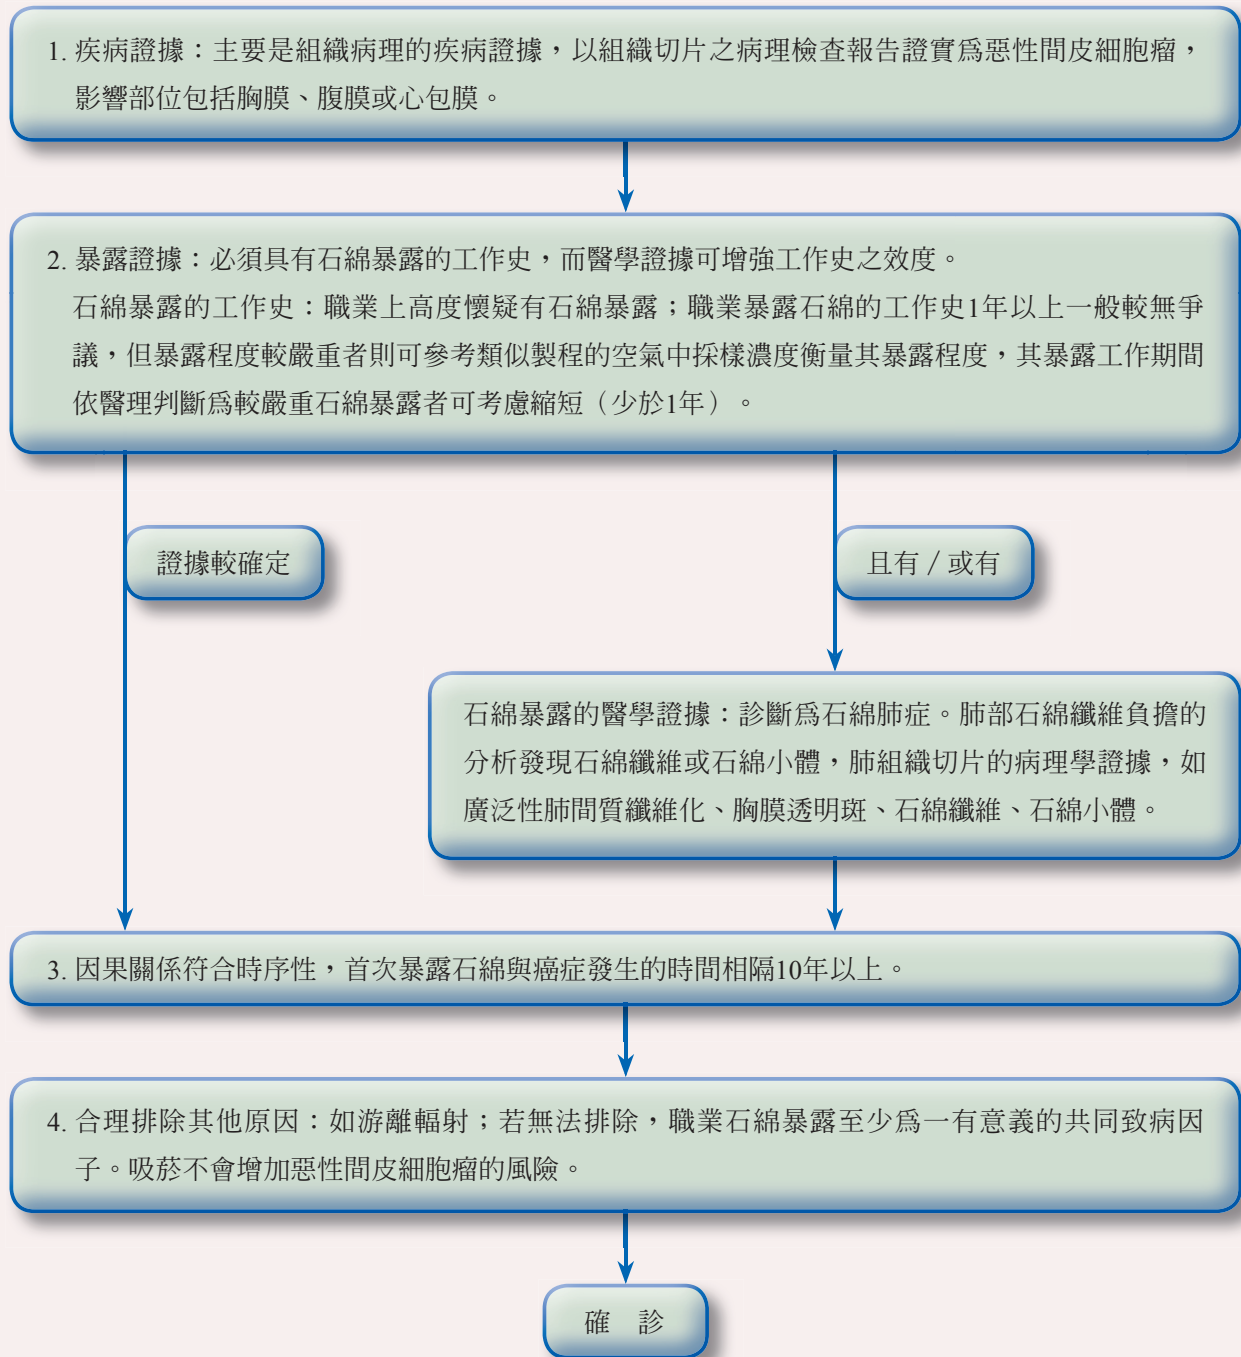 1. 疾病證據：主要是組織病理的疾病證據，以組織切片之病理檢查報告證實爲惡性間皮細胞瘤，
影響部位包括胸膜、腹膜或心包膜。
2. 暴露證據：必須具有石綿暴露的工作史，而醫學證據可增強工作史之效度。
石綿暴露的工作史：職業上高度懷疑有石綿暴露；職業暴露石綿的工作史1年以上一般較無爭
議，但暴露程度較嚴重者則可參考類似製程的空氣中採樣濃度衡量其暴露程度，其暴露工作期間
依醫理判斷爲較嚴重石綿暴露者可考慮縮短（少於1年）。
證據較確定
且有／或有
石綿暴露的醫學證據：診斷爲石綿肺症。肺部石綿纖維負擔的
分析發現石綿纖維或石綿小體，肺組織切片的病理學證據，如
廣泛性肺間質纖維化、胸膜透明斑、石綿纖維、石綿小體。
3. 因果關係符合時序性，首次暴露石綿與癌症發生的時間相隔10年以上。
4. 合理排除其他原因：如游離輻射；若無法排除，職業石綿暴露至少爲一有意義的共同致病因
子。吸菸不會增加惡性間皮細胞瘤的風險。
確　診